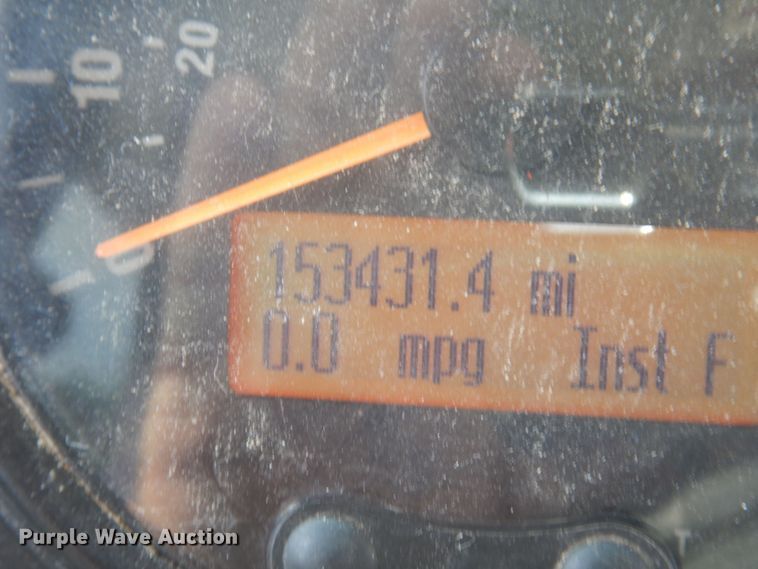 20
10
0
153431.4 mi
0.0 mpg Inst F
Purple Wave Auction